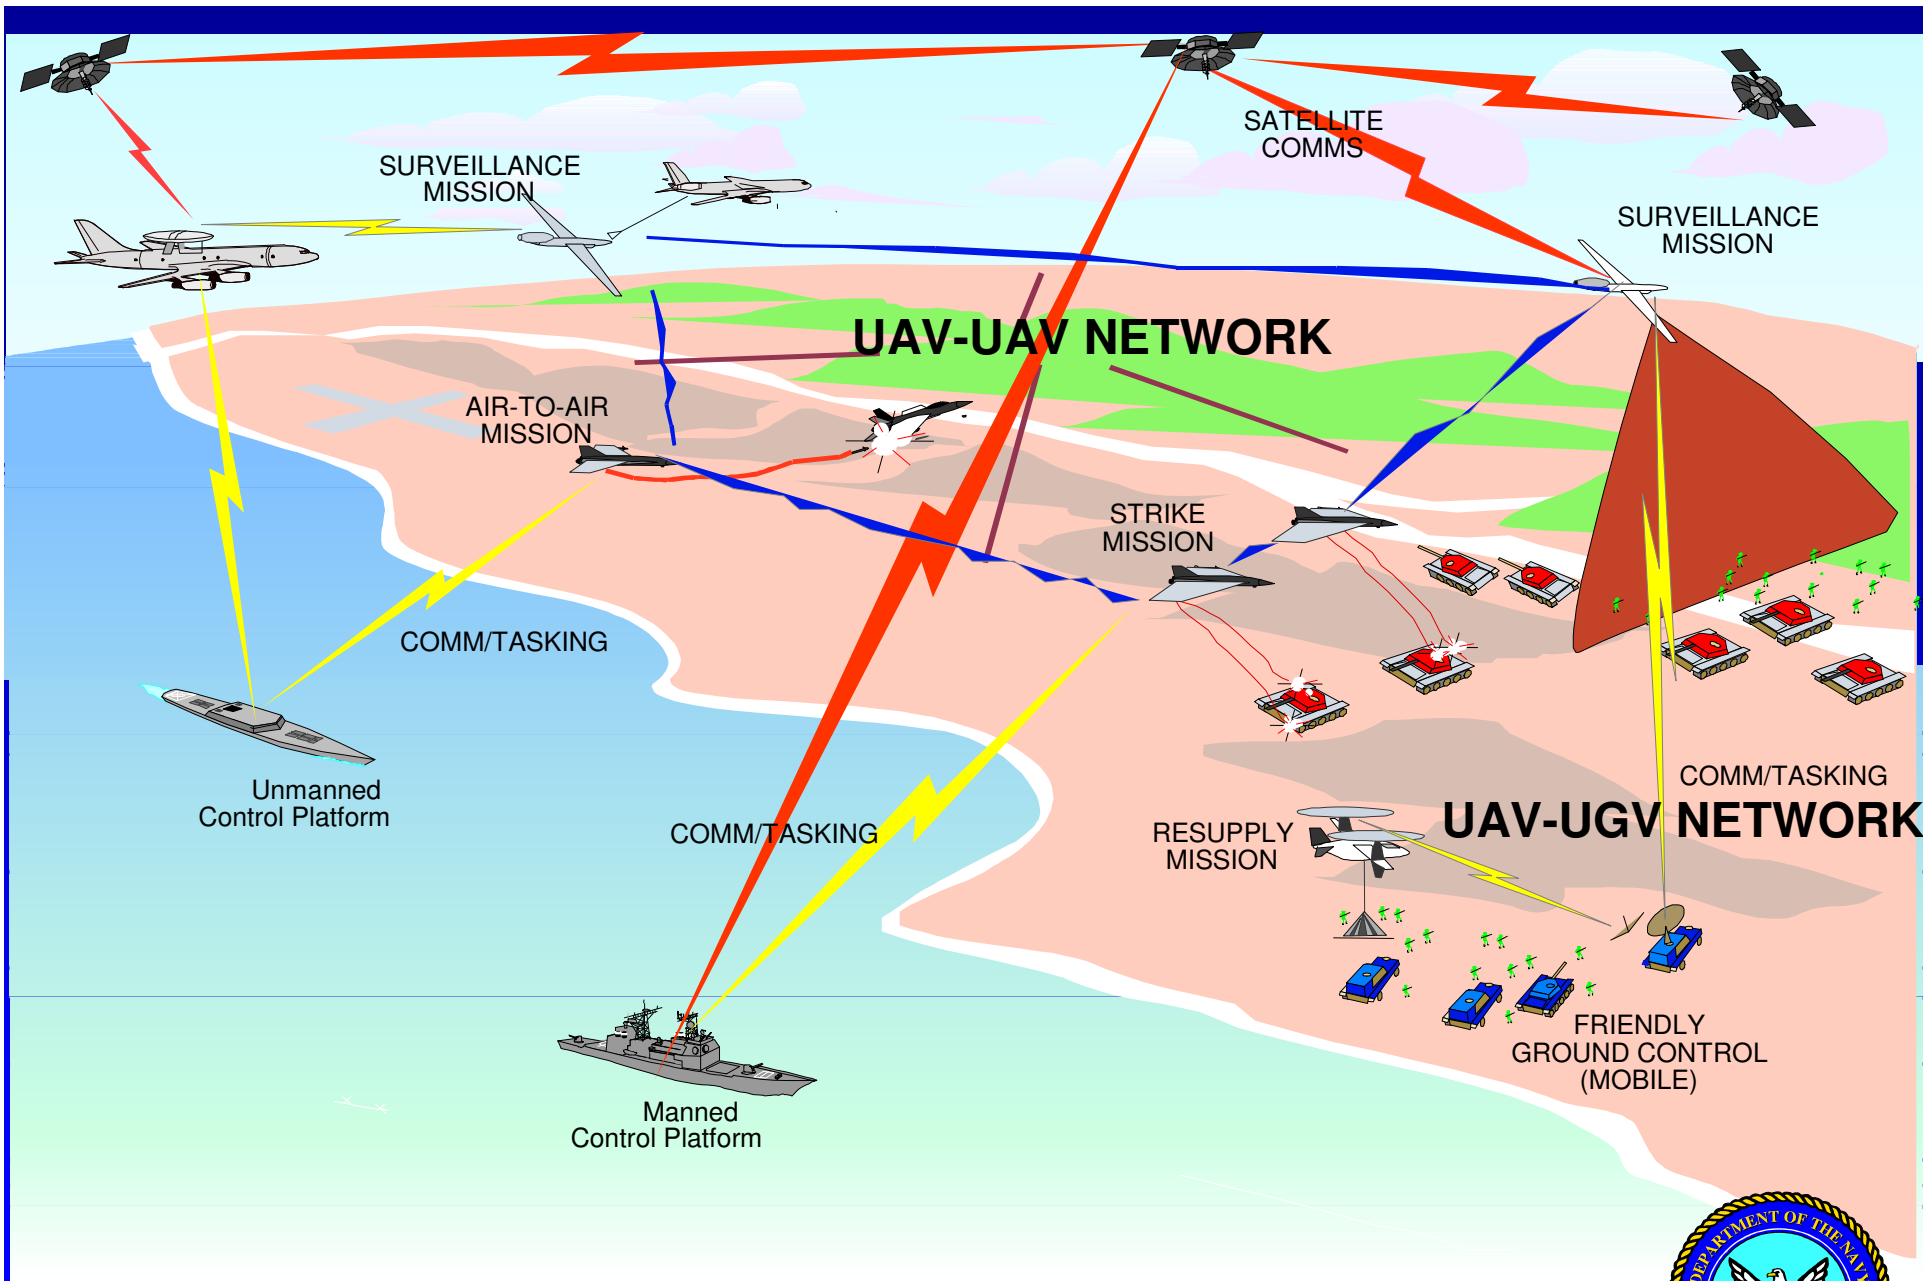 SATELLITE
COMMS
SURVEILLANCE
MISSION
SURVEILLANCE
MISSION
UAV-UAV NETWORK
AIR-TO-AIR
MISSION
STRIKE
MISSION
COMM/TASKING
Unmanned
Control Platform
COMM/TASKING
COMM/TASKING
UAV-UGV NETWORK
RESUPPLY
MISSION
FRIENDLY
GROUND CONTROL
(MOBILE)
Manned
Control Platform
DEPARTMENT OF THE NAVY